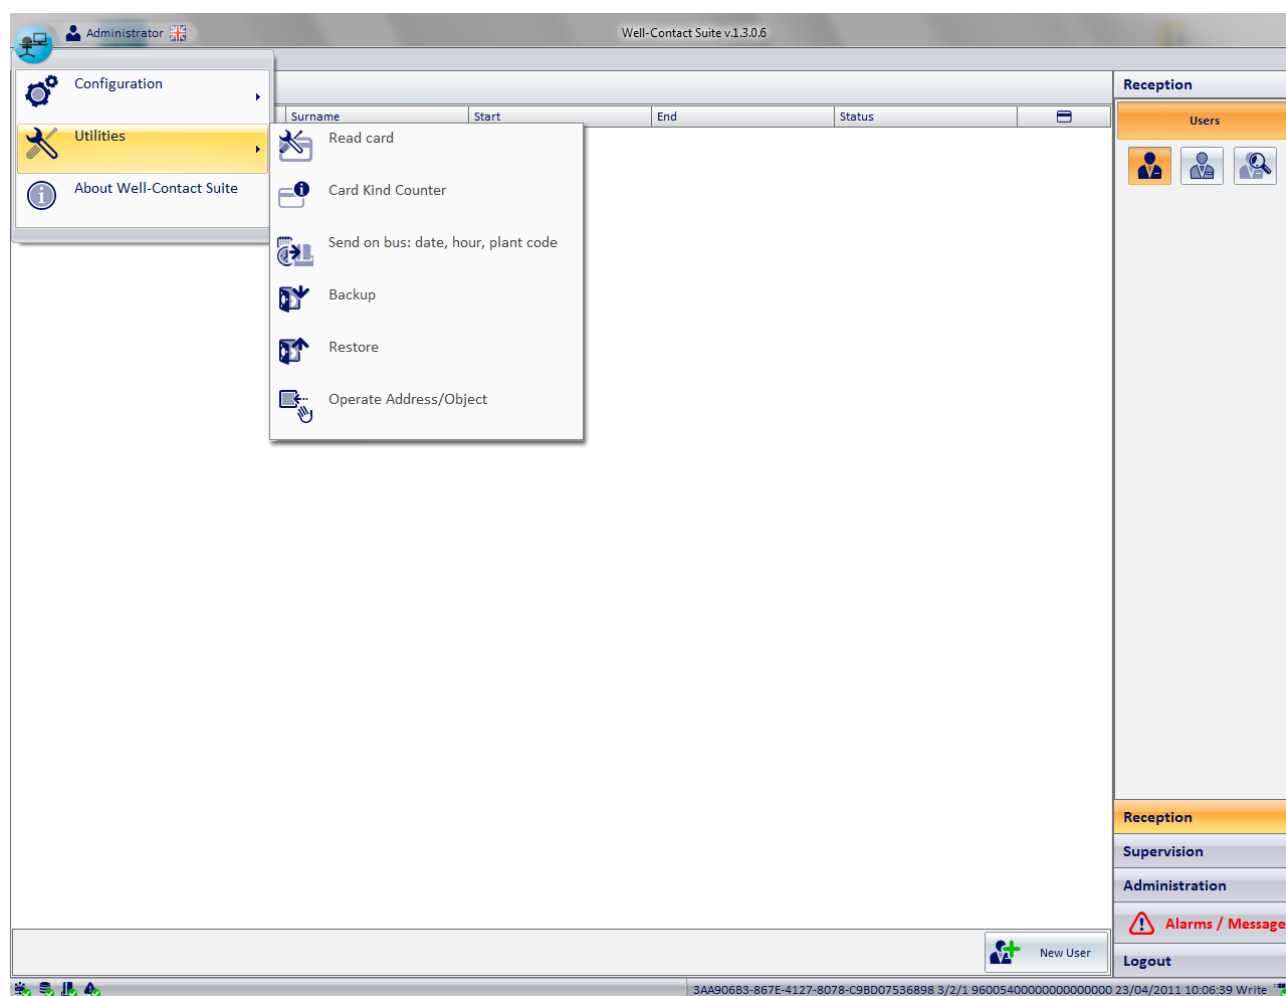 Administrator
Well-Contact Suite v.1.3.0.6
Configuration
Utilities
About Well-Contact Suite
Surname Start End Status
Read card
Card Kind Counter
Send on bus: date, hour, plant code
Backup
Restore
Operate Address/Object
Reception
Users
Reception
Supervision
Administration
Alarms / Message
Logout
New User
3AA906B3-867E-4127-8078-C9BD07536898 3/2/1 96005400000000000000 23/04/2011 10:06:39 Write